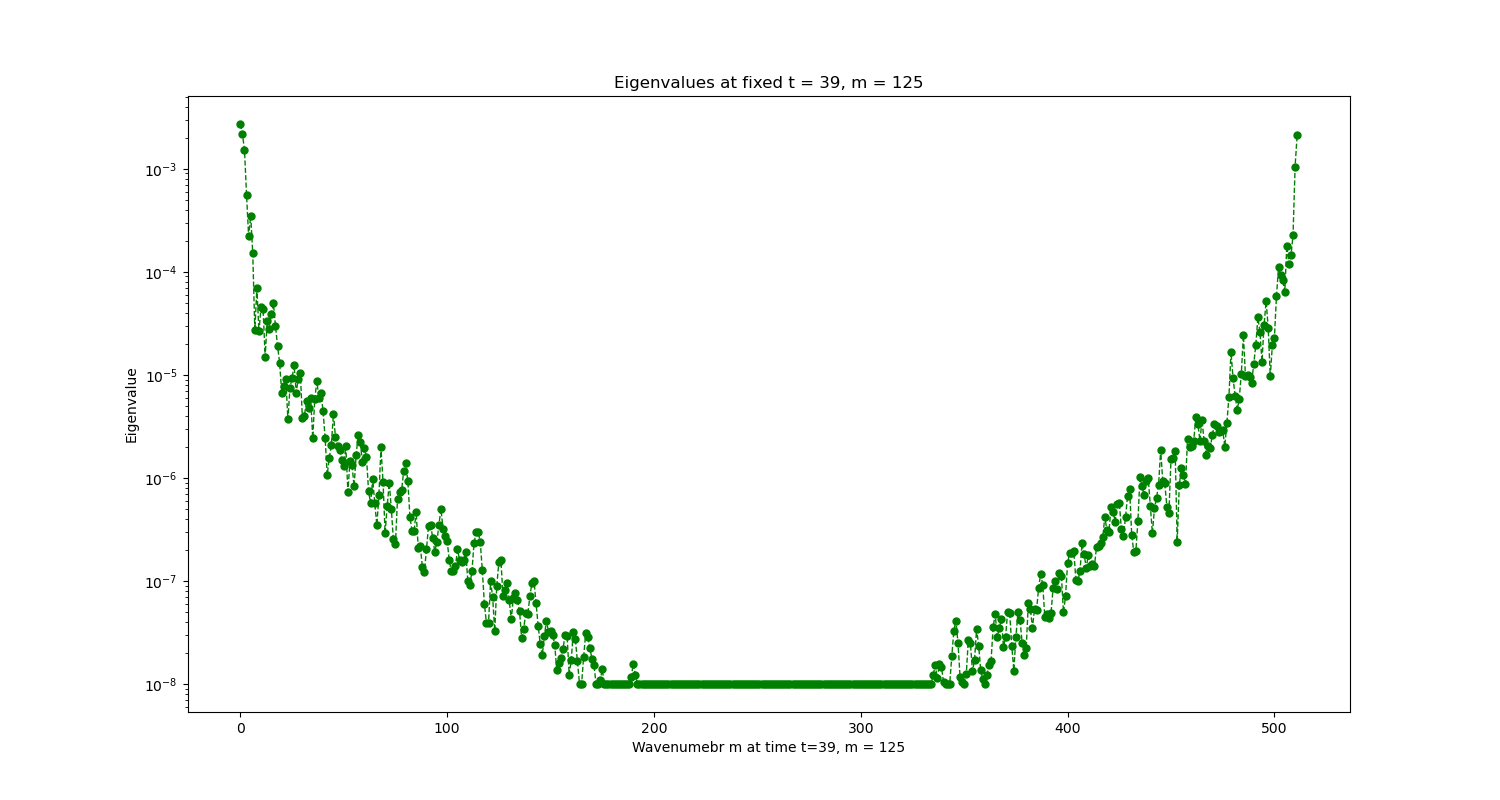 Eigenvalues at fixed t = 39, m = 125
Eigenvalue
10⁻³
10⁻⁴
10⁻⁵
10⁻⁶
10⁻⁷
10⁻⁸
0 100 200 300 400 500
Wavenumebr m at time t=39, m = 125